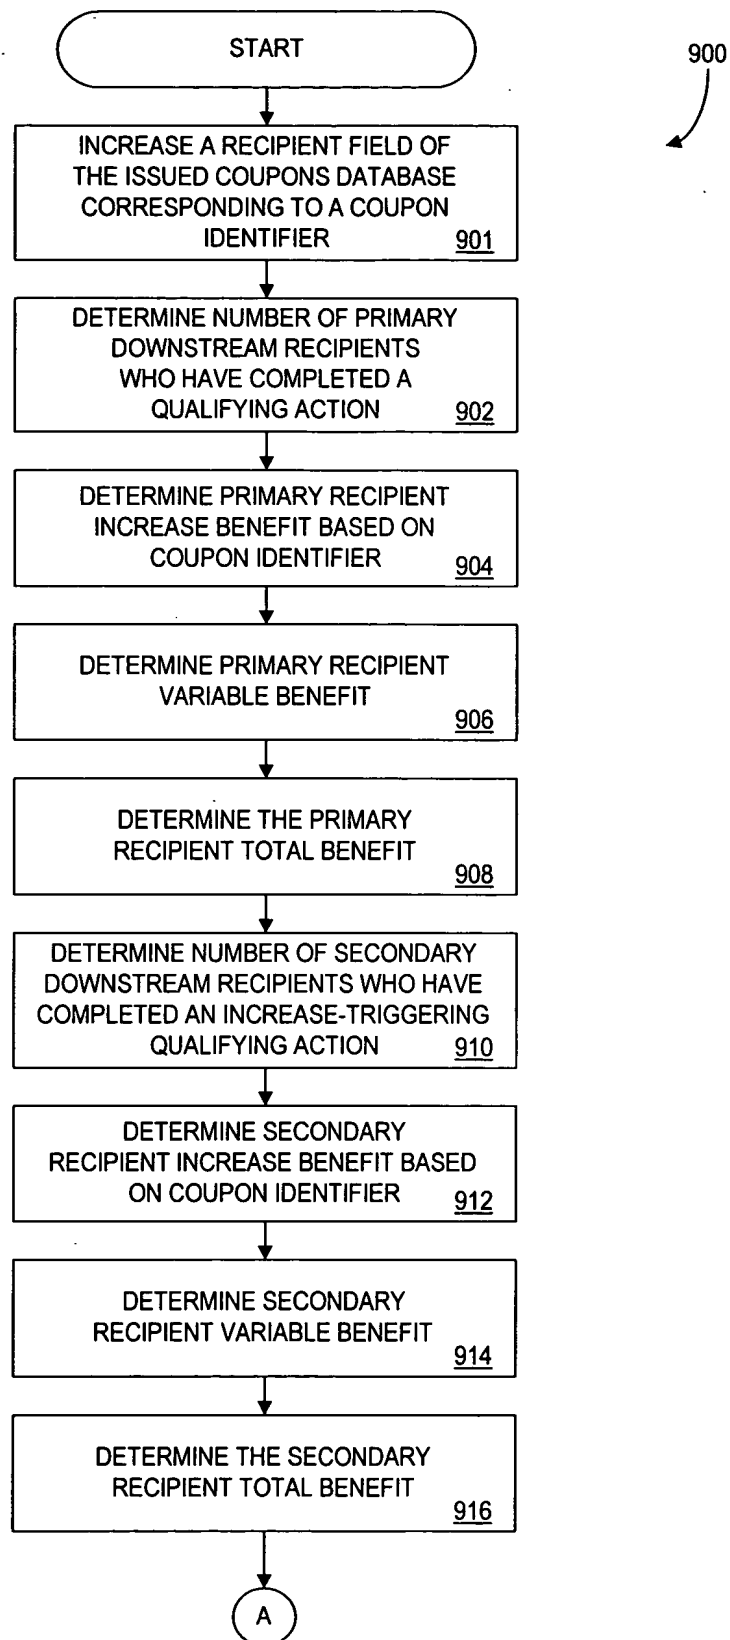 START
900
INCREASE A RECIPIENT FIELD OF
THE ISSUED COUPONS DATABASE
CORRESPONDING TO A COUPON
IDENTIFIER
901
DETERMINE NUMBER OF PRIMARY
DOWNSTREAM RECIPIENTS
WHO HAVE COMPLETED A
QUALIFYING ACTION
902
DETERMINE PRIMARY RECIPIENT
INCREASE BENEFIT BASED ON
COUPON IDENTIFIER
904
DETERMINE PRIMARY RECIPIENT
VARIABLE BENEFIT
906
DETERMINE THE PRIMARY
RECIPIENT TOTAL BENEFIT
908
DETERMINE NUMBER OF SECONDARY
DOWNSTREAM RECIPIENTS WHO HAVE
COMPLETED AN INCREASE-TRIGGERING
QUALIFYING ACTION
910
DETERMINE SECONDARY
RECIPIENT INCREASE BENEFIT BASED
ON COUPON IDENTIFIER
912
DETERMINE SECONDARY
RECIPIENT VARIABLE BENEFIT
914
DETERMINE THE SECONDARY
RECIPIENT TOTAL BENEFIT
916
A